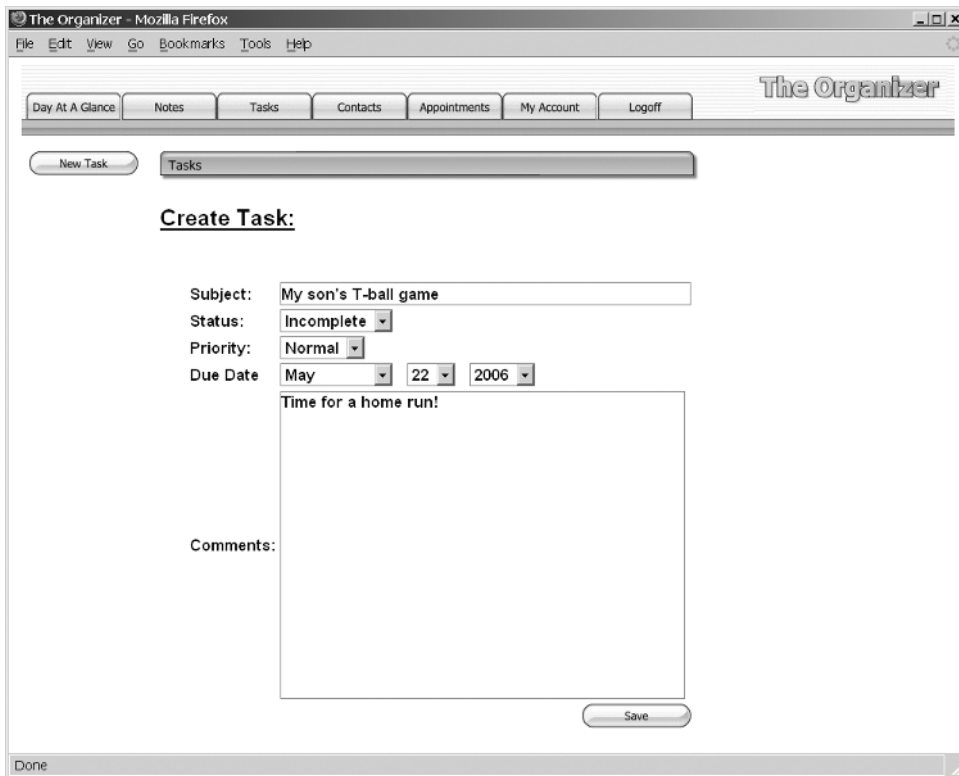 The Organizer - Mozilla Firefox
File Edit View Go Bookmarks Tools Help
The Organizer
Day At A Glance Notes Tasks Contacts Appointments My Account Logoff
New Task Tasks
Create Task:
Subject: My son's T-ball game
Status: Incomplete
Priority: Normal
Due Date May 22 2006
Time for a home run!
Comments:
Save
Done